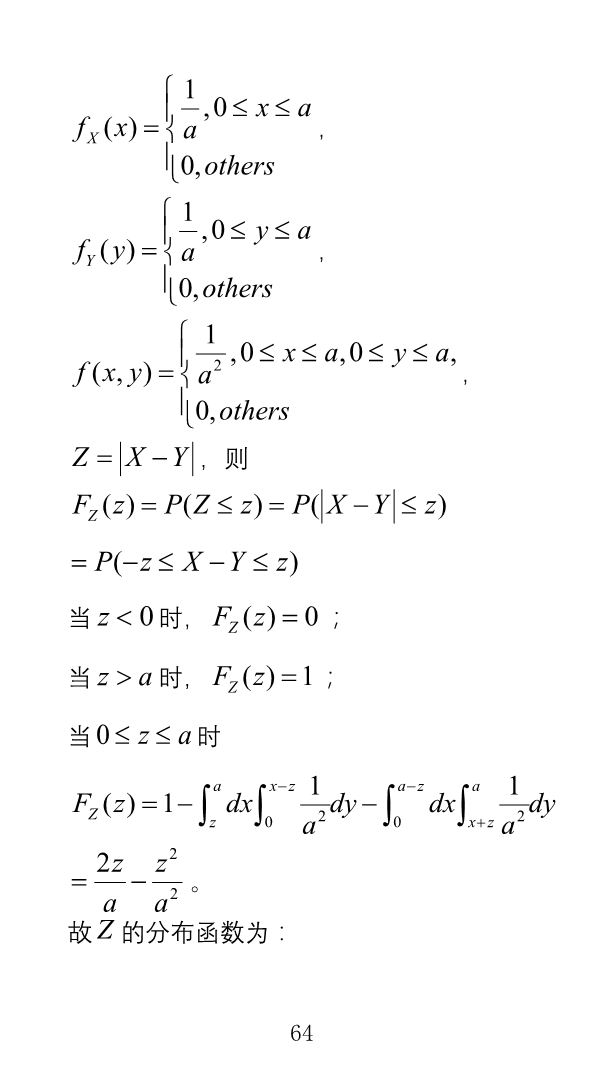 f_X(x) = { 1/a, 0 ≤ x ≤ a ,
0, others
f_Y(y) = { 1/a, 0 ≤ y ≤ a ,
0, others
f(x, y) = { 1/a², 0 ≤ x ≤ a, 0 ≤ y ≤ a, ,
0, others
Z = |X − Y|，则
F_Z(z) = P(Z ≤ z) = P(|X − Y| ≤ z)
= P(−z ≤ X − Y ≤ z)
当 z < 0 时，F_Z(z) = 0；
当 z > a 时，F_Z(z) = 1；
当 0 ≤ z ≤ a 时
F_Z(z) = 1 − ∫_z^a dx ∫_0^{x−z} 1/a² dy − ∫_0^{a−z} dx ∫_{x+z}^a 1/a² dy
= 2z/a − z²/a² 。
故 Z 的分布函数为：
64